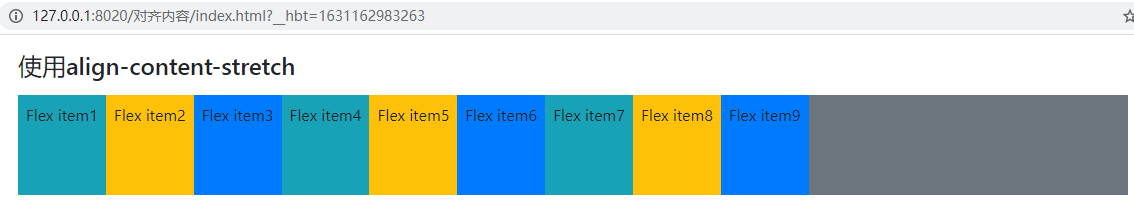 127.0.0.1:8020/对齐内容/index.html?__hbt=1631162983263
使用align-content-stretch
Flex item1 Flex item2 Flex item3 Flex item4 Flex item5 Flex item6 Flex item7 Flex item8 Flex item9